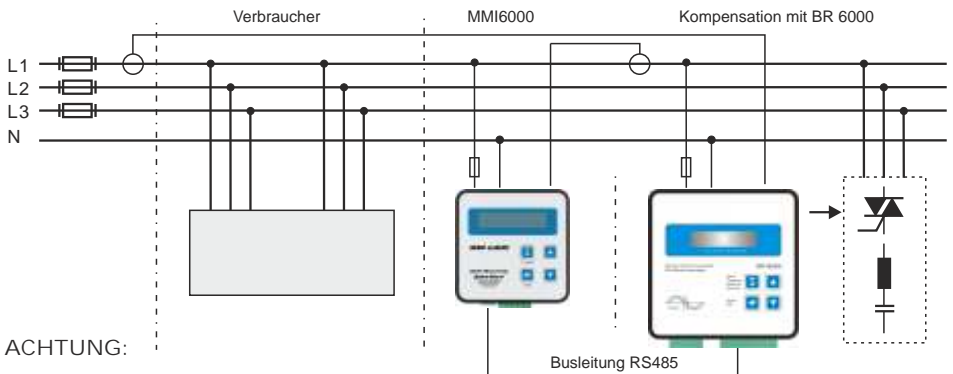 Verbraucher MMI6000 Kompensation mit BR 6000
L1
L2
L3
N
ACHTUNG:
Busleitung RS485